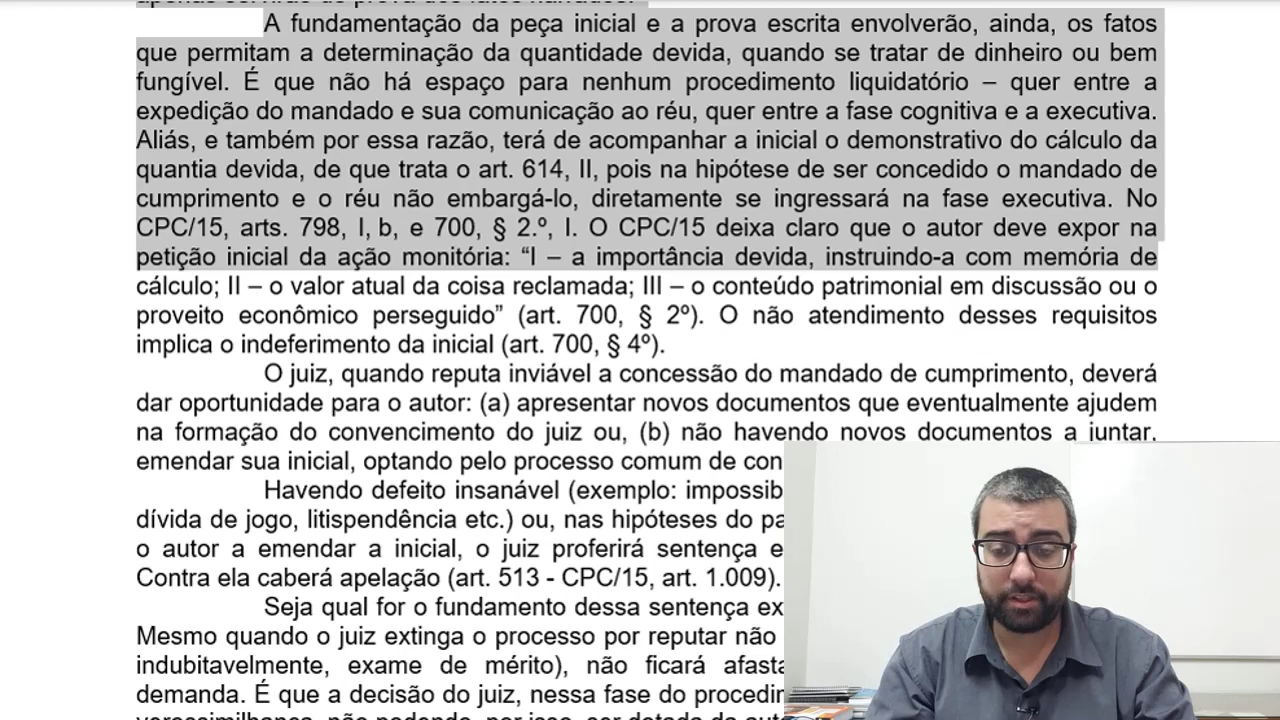 A fundamentação da peça inicial e a prova escrita envolverão, ainda, os fatos
que permitam a determinação da quantidade devida, quando se tratar de dinheiro ou bem
fungível. É que não há espaço para nenhum procedimento liquidatório – quer entre a
expedição do mandado e sua comunicação ao réu, quer entre a fase cognitiva e a executiva.
Aliás, e também por essa razão, terá de acompanhar a inicial o demonstrativo do cálculo da
quantia devida, de que trata o art. 614, II, pois na hipótese de ser concedido o mandado de
cumprimento e o réu não embargá-lo, diretamente se ingressará na fase executiva. No
CPC/15, arts. 798, I, b, e 700, § 2.º, I. O CPC/15 deixa claro que o autor deve expor na
petição inicial da ação monitória: “I – a importância devida, instruindo-a com memória de
cálculo; II – o valor atual da coisa reclamada; III – o conteúdo patrimonial em discussão ou o
proveito econômico perseguido” (art. 700, § 2º). O não atendimento desses requisitos
implica o indeferimento da inicial (art. 700, § 4º).
O juiz, quando reputa inviável a concessão do mandado de cumprimento, deverá
dar oportunidade para o autor: (a) apresentar novos documentos que eventualmente ajudem
na formação do convencimento do juiz ou, (b) não havendo novos documentos a juntar,
emendar sua inicial, optando pelo processo comum de con
Havendo defeito insanável (exemplo: impossib
dívida de jogo, litispendência etc.) ou, nas hipóteses do pa
o autor a emendar a inicial, o juiz proferirá sentença e
Contra ela caberá apelação (art. 513 - CPC/15, art. 1.009).
Seja qual for o fundamento dessa sentença ex
Mesmo quando o juiz extinga o processo por reputar não
indubitavelmente, exame de mérito), não ficará afasta
demanda. É que a decisão do juiz, nessa fase do procedir